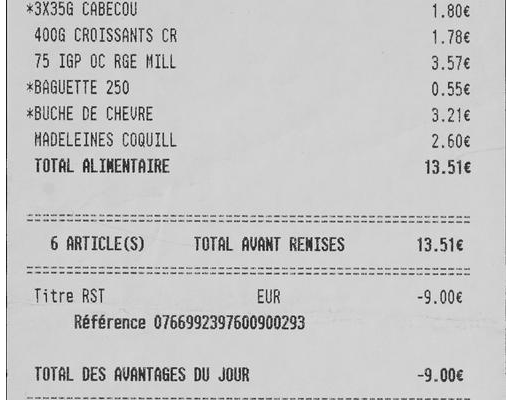 *3X35G CABECOU 1.80€
400G CROISSANTS CR 1.78€
75 IGP OC RGE MILL 3.57€
*BAGUETTE 250 0.55€
*BUCHE DE CHEVRE 3.21€
MADELEINES COQUILL 2.60€
TOTAL ALIMENTAIRE 13.51€
6 ARTICLE(S) TOTAL AVANT REMISES 13.51€
Titre RST EUR -9.00€
Référence 0766992397600900293
TOTAL DES AVANTAGES DU JOUR -9.00€